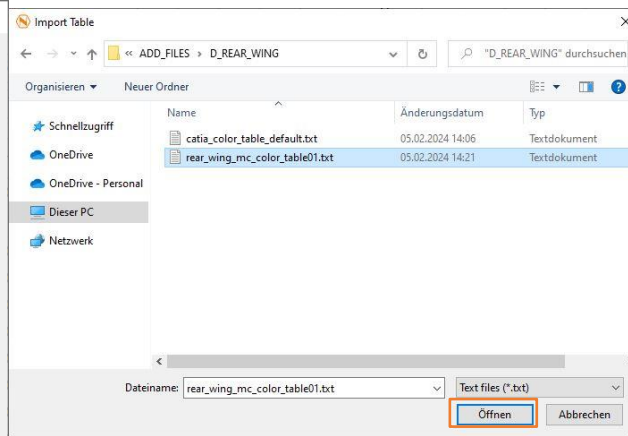 Import Table
« ADD_FILES › D_REAR_WING
"D_REAR_WING" durchsuchen
Organisieren Neuer Ordner
Name Änderungsdatum Typ
Schnellzugriff
catia_color_table_default.txt 05.02.2024 14:06 Textdokument
OneDrive
rear_wing_mc_color_table01.txt 05.02.2024 14:21 Textdokument
OneDrive - Personal
Dieser PC
Netzwerk
Dateiname: rear_wing_mc_color_table01.txt Text files (*.txt)
Öffnen Abbrechen